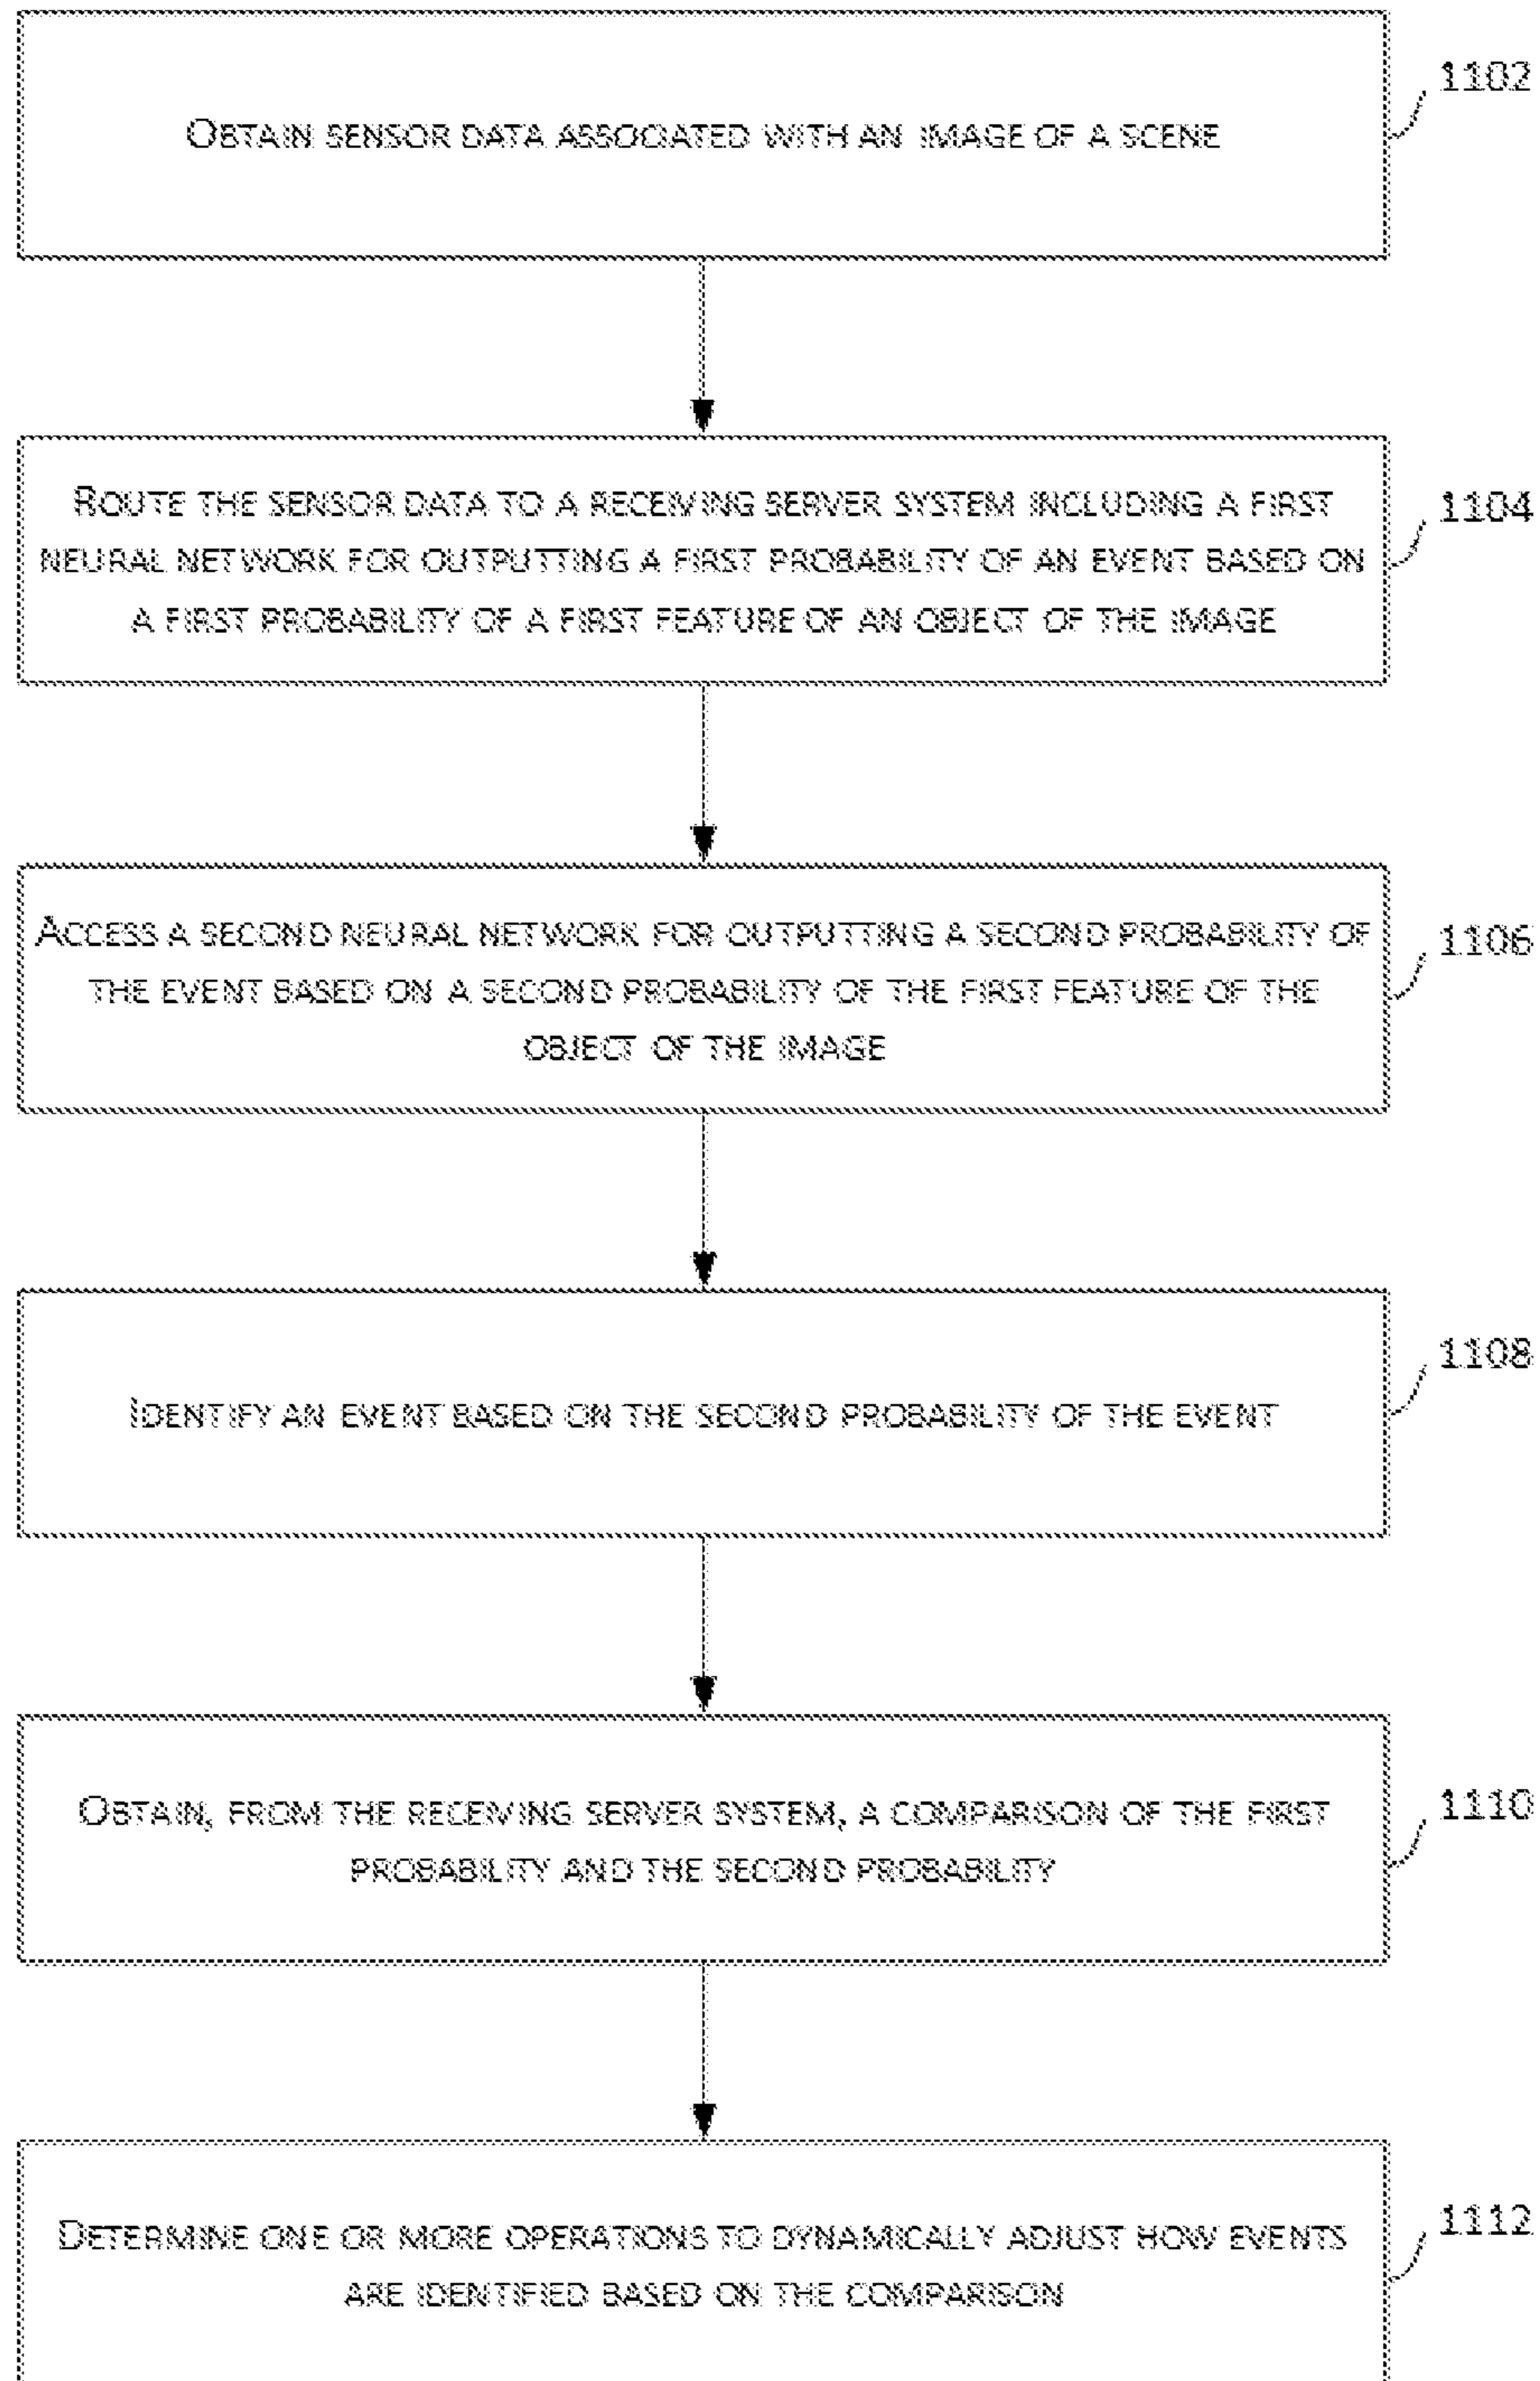 OBTAIN SENSOR DATA ASSOCIATED WITH AN IMAGE OF A SCENE
1102
ROUTE THE SENSOR DATA TO A RECEIVING SERVER SYSTEM INCLUDING A FIRST
NEURAL NETWORK FOR OUTPUTTING A FIRST PROBABILITY OF AN EVENT BASED ON
A FIRST PROBABILITY OF A FIRST FEATURE OF AN OBJECT OF THE IMAGE
1104
ACCESS A SECOND NEURAL NETWORK FOR OUTPUTTING A SECOND PROBABILITY OF
THE EVENT BASED ON A SECOND PROBABILITY OF THE FIRST FEATURE OF THE
OBJECT OF THE IMAGE
1106
IDENTIFY AN EVENT BASED ON THE SECOND PROBABILITY OF THE EVENT
1108
OBTAIN, FROM THE RECEIVING SERVER SYSTEM, A COMPARISON OF THE FIRST
PROBABILITY AND THE SECOND PROBABILITY
1110
DETERMINE ONE OR MORE OPERATIONS TO DYNAMICALLY ADJUST HOW EVENTS
ARE IDENTIFIED BASED ON THE COMPARISON
1112